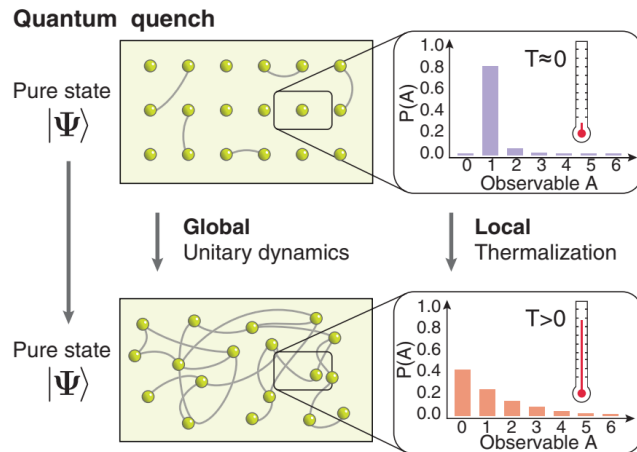 Quantum quench
Pure state
|Ψ⟩
P(A)
1.0
0.8
0.6
0.4
0.2
0.0
0 1 2 3 4 5 6
Observable A
T≈0
Global
Unitary dynamics
Local
Thermalization
Pure state
|Ψ⟩
P(A)
1.0
0.8
0.6
0.4
0.2
0.0
0 1 2 3 4 5 6
Observable A
T>0